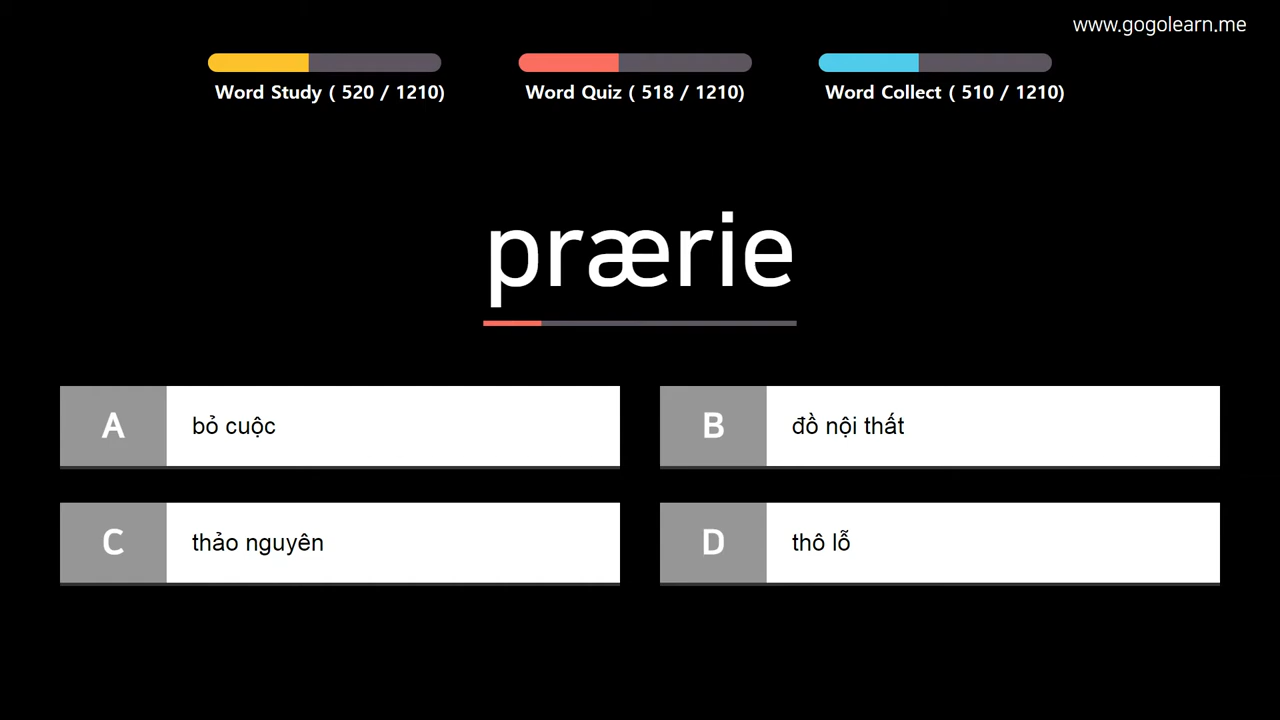 www.gogolearn.me
Word Study ( 520 / 1210)
Word Quiz ( 518 / 1210)
Word Collect ( 510 / 1210)
prærie
A bỏ cuộc
B đồ nội thất
C thảo nguyên
D thô lỗ